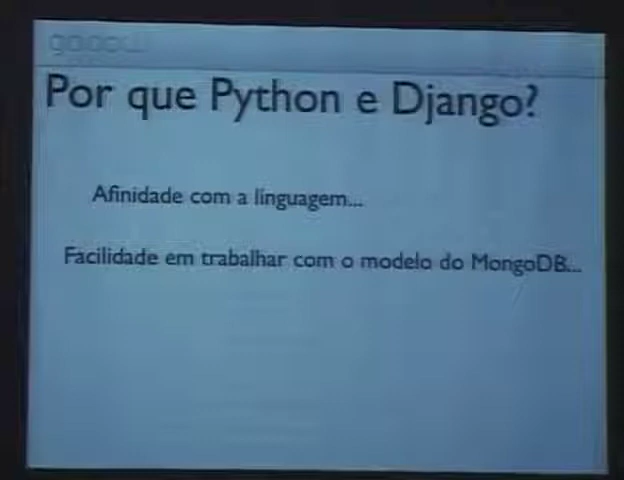 Por que Python e Django?
Afinidade com a linguagem...
Facilidade em trabalhar com o modelo do MongoDB...